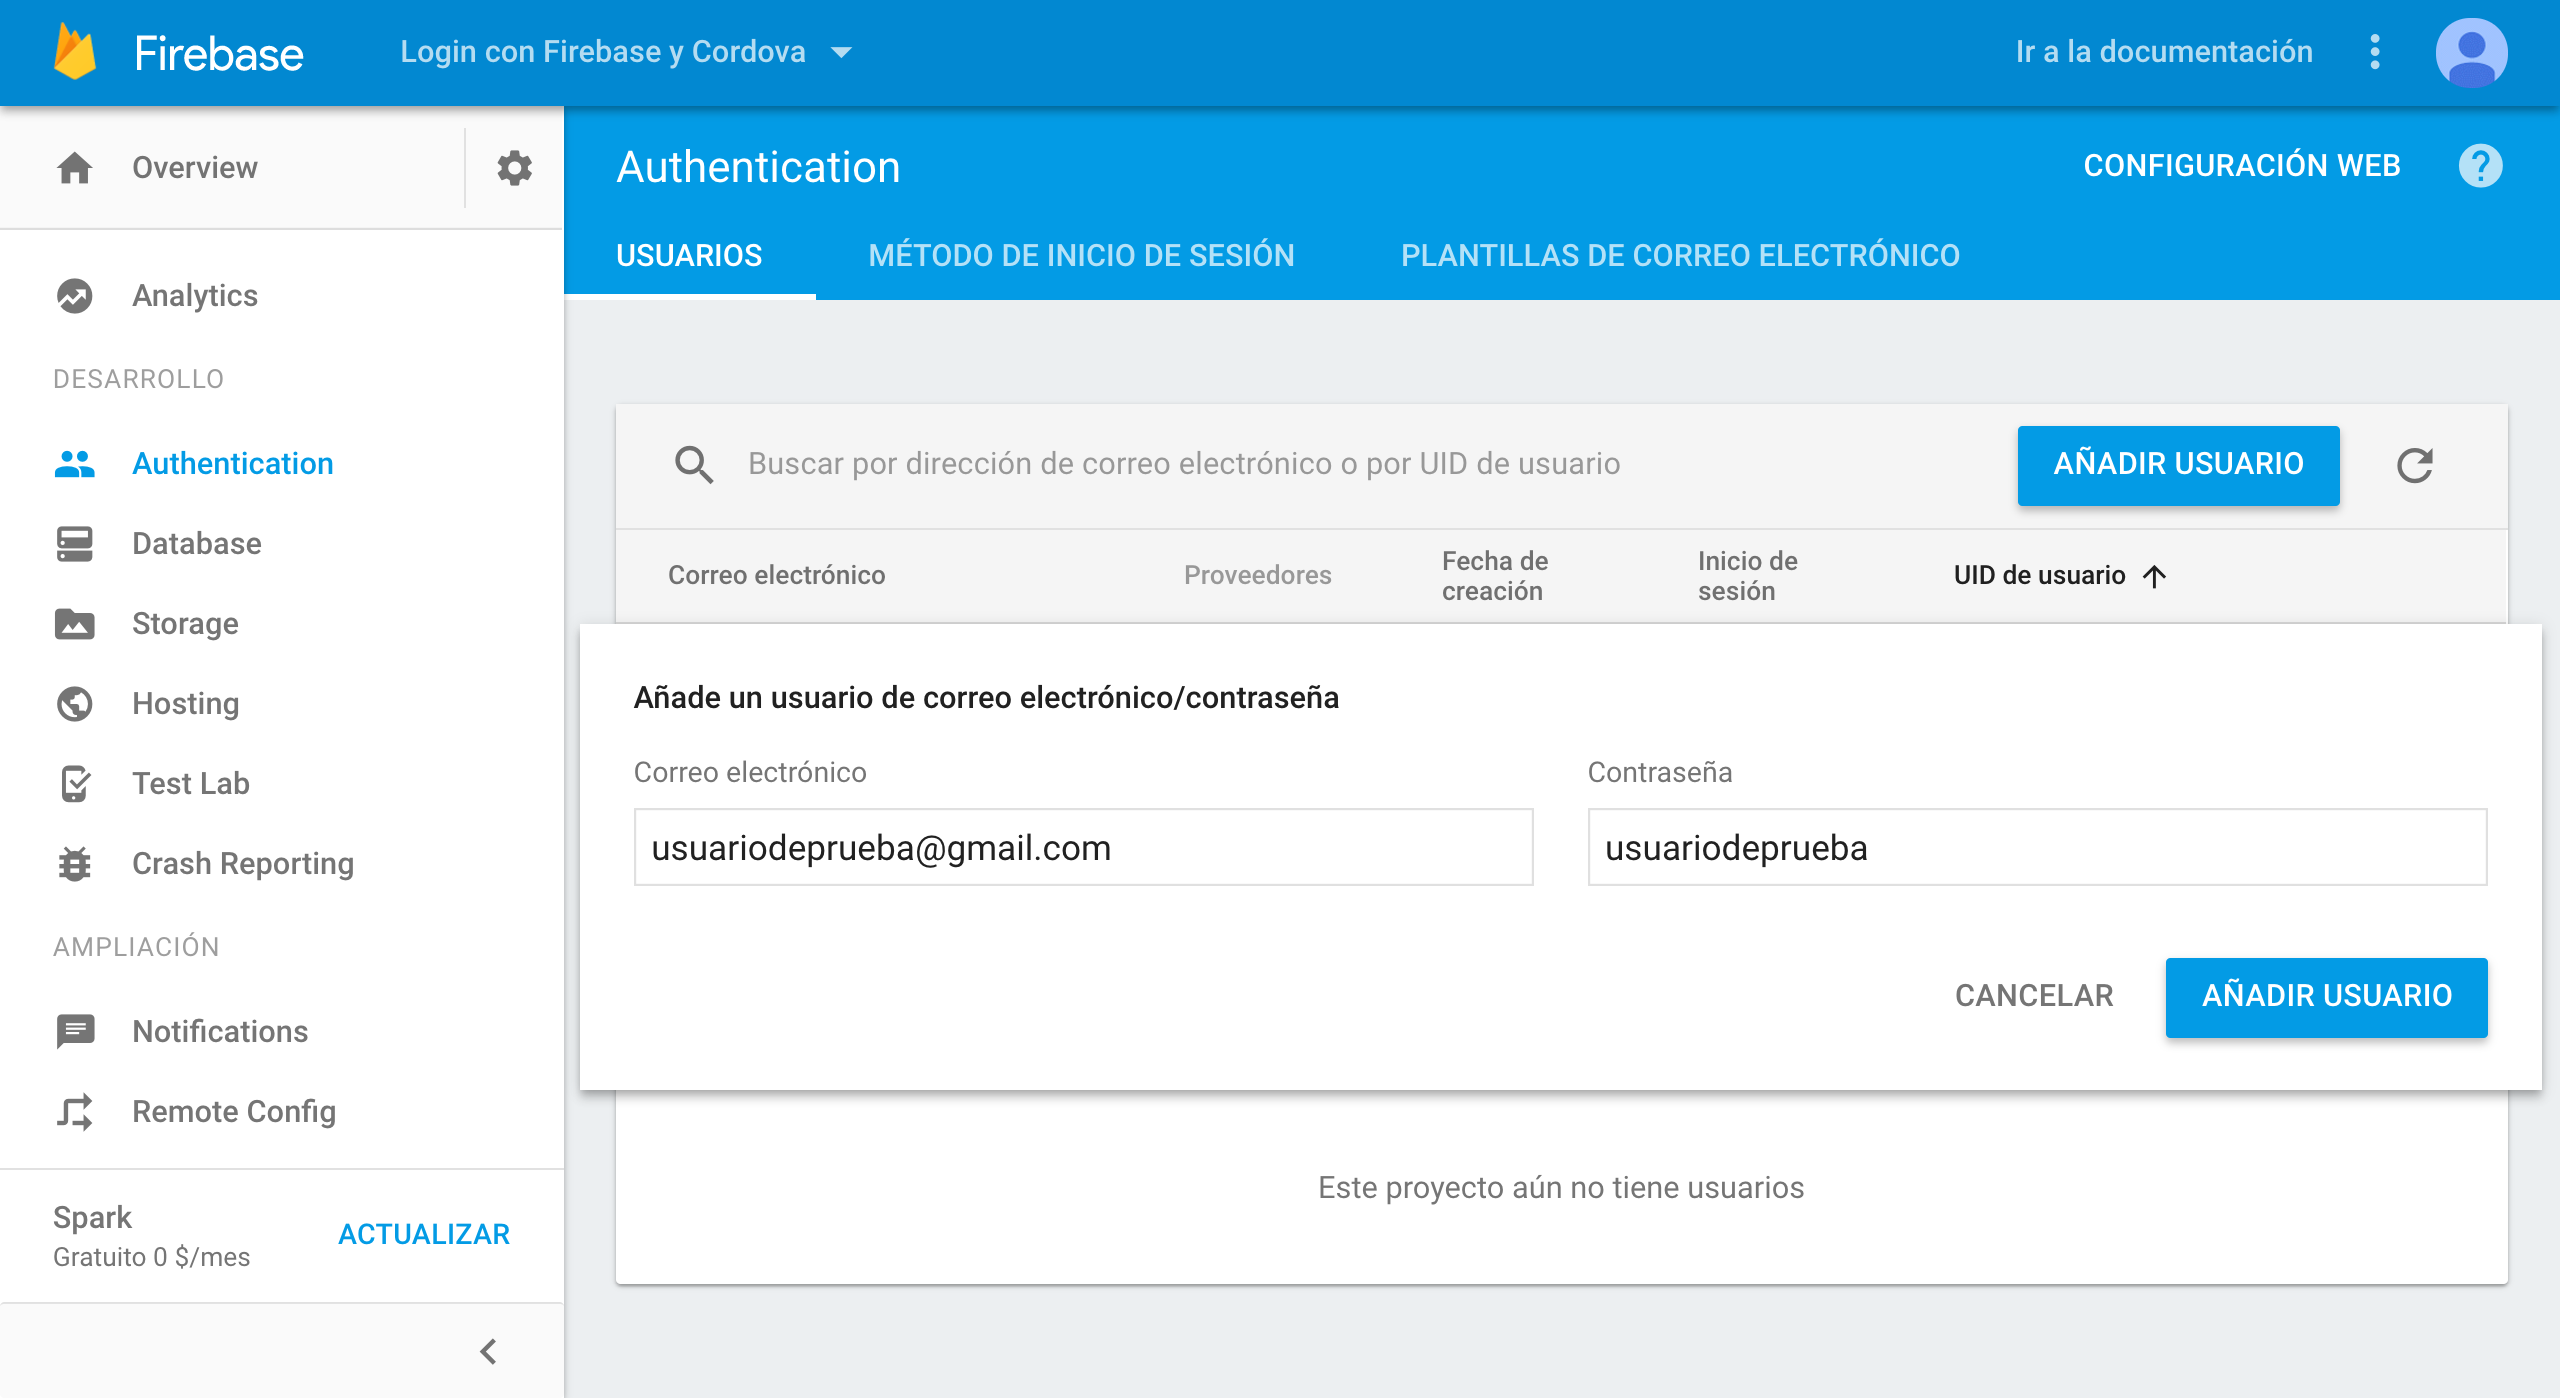 Firebase
Login con Firebase y Cordova
Ir a la documentación
Overview
Analytics
DESARROLLO
Authentication
Database
Storage
Hosting
Test Lab
Crash Reporting
AMPLIACIÓN
Notifications
Remote Config
Spark
Gratuito 0 $/mes
ACTUALIZAR
Authentication
CONFIGURACIÓN WEB
?
USUARIOS
MÉTODO DE INICIO DE SESIÓN
PLANTILLAS DE CORREO ELECTRÓNICO
Buscar por dirección de correo electrónico o por UID de usuario
AÑADIR USUARIO
Correo electrónico
Proveedores
Fecha de
creación
Inicio de
sesión
UID de usuario
Añade un usuario de correo electrónico/contraseña
Correo electrónico
Contraseña
usuariodeprueba@gmail.com
usuariodeprueba
CANCELAR
AÑADIR USUARIO
Este proyecto aún no tiene usuarios